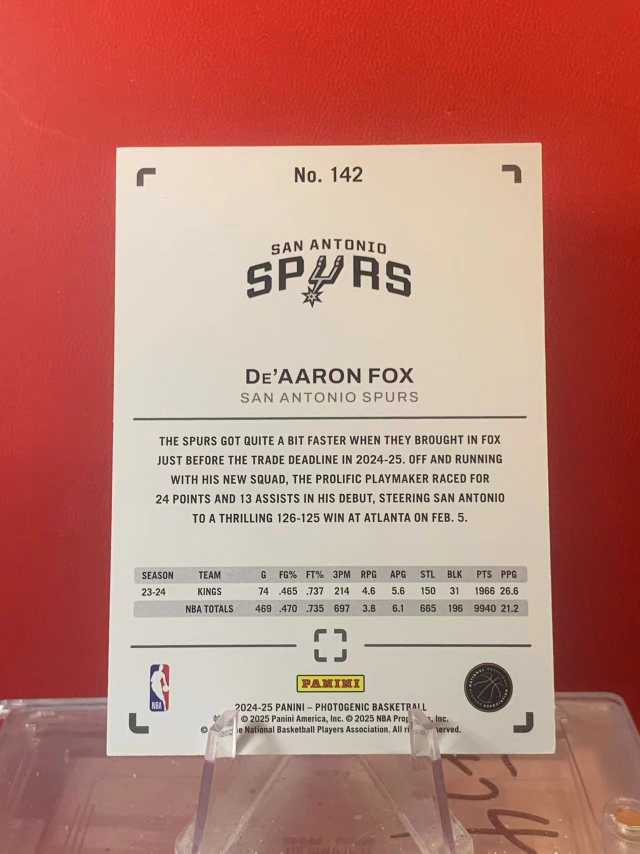 No. 142
SAN ANTONIO
SPURS
DE'AARON FOX
SAN ANTONIO SPURS
THE SPURS GOT QUITE A BIT FASTER WHEN THEY BROUGHT IN FOX
JUST BEFORE THE TRADE DEADLINE IN 2024-25. OFF AND RUNNING
WITH HIS NEW SQUAD, THE PROLIFIC PLAYMAKER RACED FOR
24 POINTS AND 13 ASSISTS IN HIS DEBUT, STEERING SAN ANTONIO
TO A THRILLING 126-125 WIN AT ATLANTA ON FEB. 5.
SEASON TEAM G FG% FT% 3PM RPG APG STL BLK PTS PPG
23-24 KINGS 74 .465 .737 214 4.6 5.6 150 31 1966 26.6
NBA TOTALS 469 .470 .735 697 3.8 6.1 665 196 9940 21.2
PANINI
NBA
2024-25 PANINI – PHOTOGENIC BASKETBALL
© 2025 Panini America, Inc. © 2025 NBA Prop Inc.
National Basketball Players Association. All served.